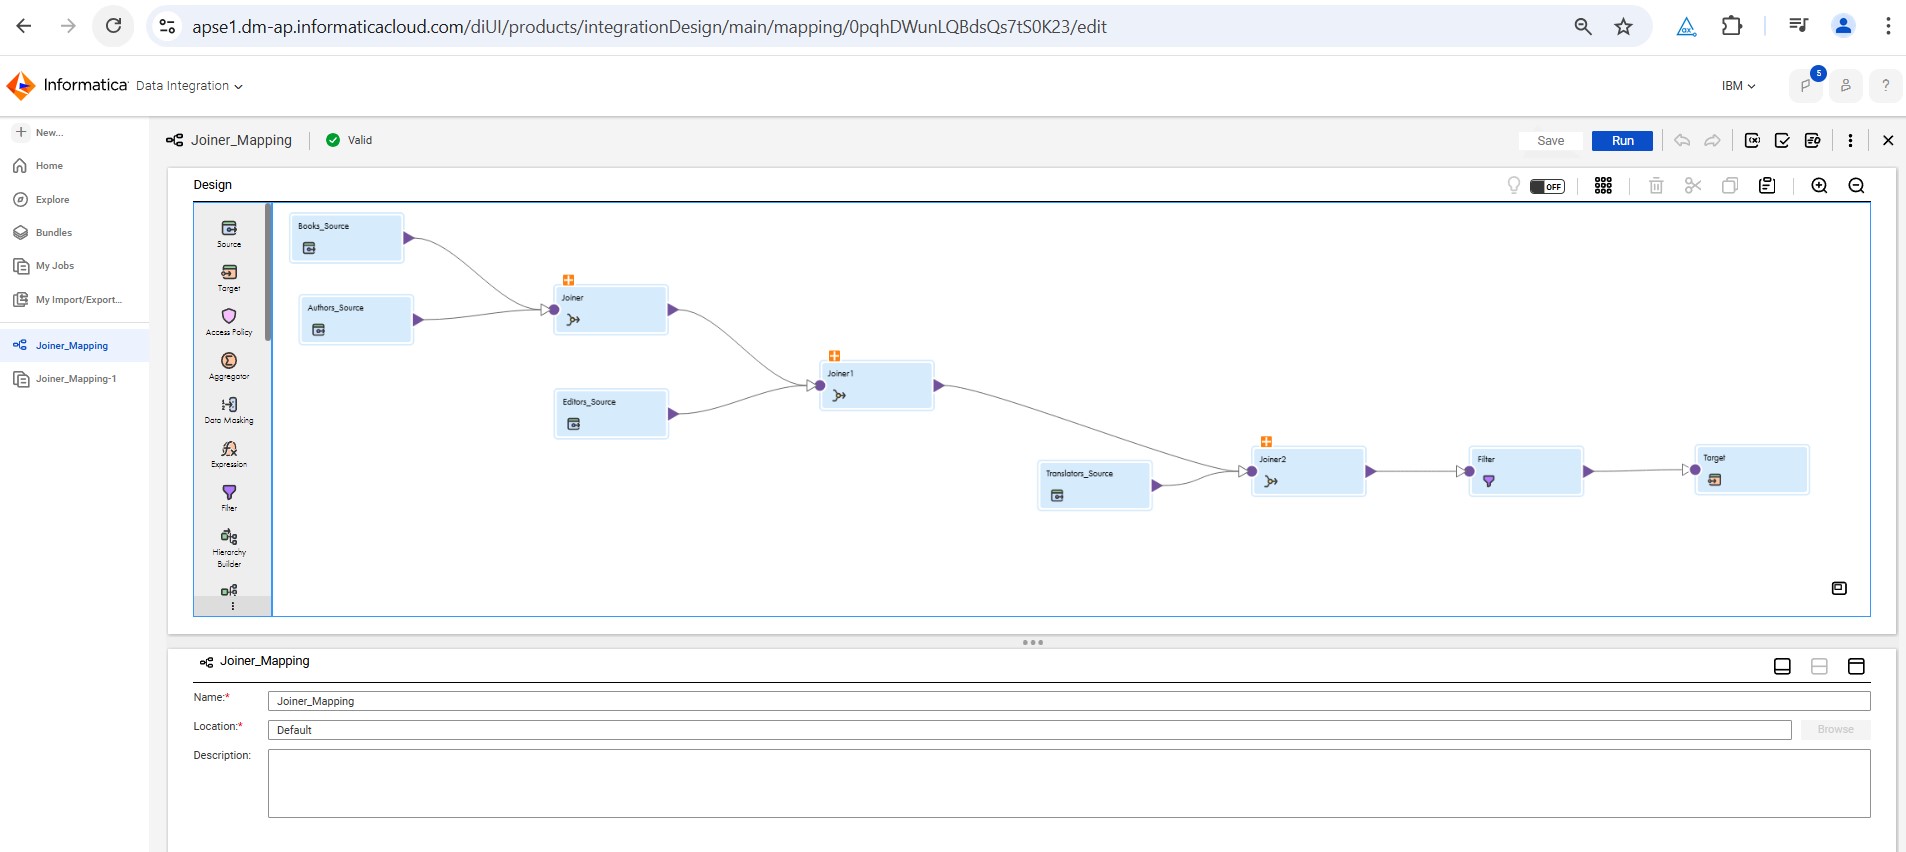 apse1.dm-ap.informaticacloud.com/diUI/products/integrationDesign/main/mapping/0pqhDWunLQBdsQs7tS0K23/edit
Informatica Data Integration
IBM
5
?
New...
Home
Explore
Bundles
My Jobs
My Import/Export...
Joiner_Mapping
Joiner_Mapping-1
Joiner_Mapping
Valid
Save
Run
Design
OFF
Source
Target
Access Policy
Aggregator
Data Masking
Expression
Filter
Hierarchy
Builder
Books_Source
Authors_Source
Joiner
Editors_Source
Joiner1
Translators_Source
Joiner2
Filter
Target
Joiner_Mapping
Name:*
Joiner_Mapping
Location:*
Default
Browse
Description: